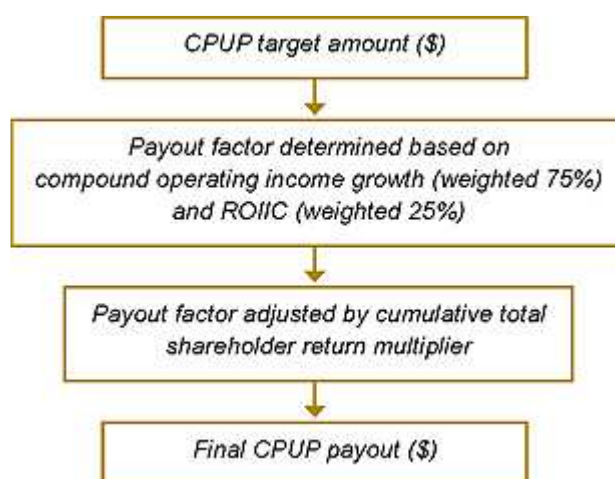 CPUP target amount ($)
Payout factor determined based on
compound operating income growth (weighted 75%)
and ROIIC (weighted 25%)
Payout factor adjusted by cumulative total
shareholder return multiplier
Final CPUP payout ($)